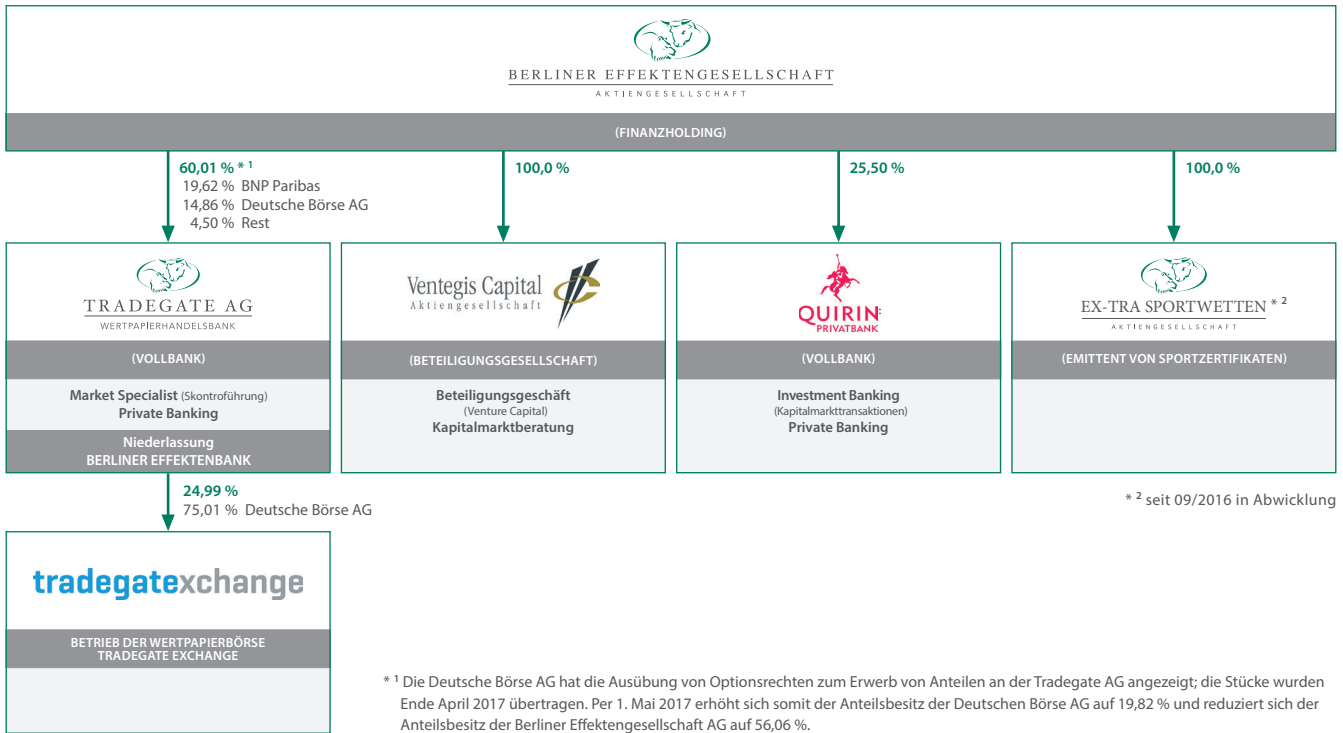 BERLINER EFFEKTENGESELLSCHAFT
AKTIENGESELLSCHAFT
(FINANZHOLDING)
60,01 % * ¹
19,62 % BNP Paribas
14,86 % Deutsche Börse AG
4,50 % Rest
100,0 %
25,50 %
100,0 %
TRADEGATE AG
WERTPAPIERHANDELSBANK
(VOLLBANK)
Market Specialist (Skontroführung)
Private Banking
Niederlassung
BERLINER EFFEKTENBANK
Ventegis Capital
Aktiengesellschaft
(BETEILIGUNGSGESELLSCHAFT)
Beteiligungsgeschäft
(Venture Capital)
Kapitalmarktberatung
QUIRIN
PRIVATBANK
(VOLLBANK)
Investment Banking
(Kapitalmarkttransaktionen)
Private Banking
EX-TRA SPORTWETTEN * ²
AKTIENGESELLSCHAFT
(EMITTENT VON SPORTZERTIFIKATEN)
24,99 %
75,01 % Deutsche Börse AG
* ² seit 09/2016 in Abwicklung
tradegatexchange
BETRIEB DER WERTPAPIERBÖRSE
TRADEGATE EXCHANGE
* ¹ Die Deutsche Börse AG hat die Ausübung von Optionsrechten zum Erwerb von Anteilen an der Tradegate AG angezeigt; die Stücke wurden
Ende April 2017 übertragen. Per 1. Mai 2017 erhöht sich somit der Anteilsbesitz der Deutschen Börse AG auf 19,82 % und reduziert sich der
Anteilsbesitz der Berliner Effektengesellschaft AG auf 56,06 %.